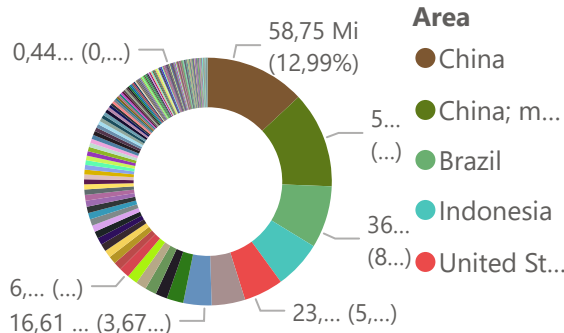 58,75 Mi
(12,99%)
0,44... (0,...)
5...
(...)
36...
(8...
23,... (5,...)
16,61 ... (3,67...)
6,... (...)
Area
China
China; m...
Brazil
Indonesia
United St...